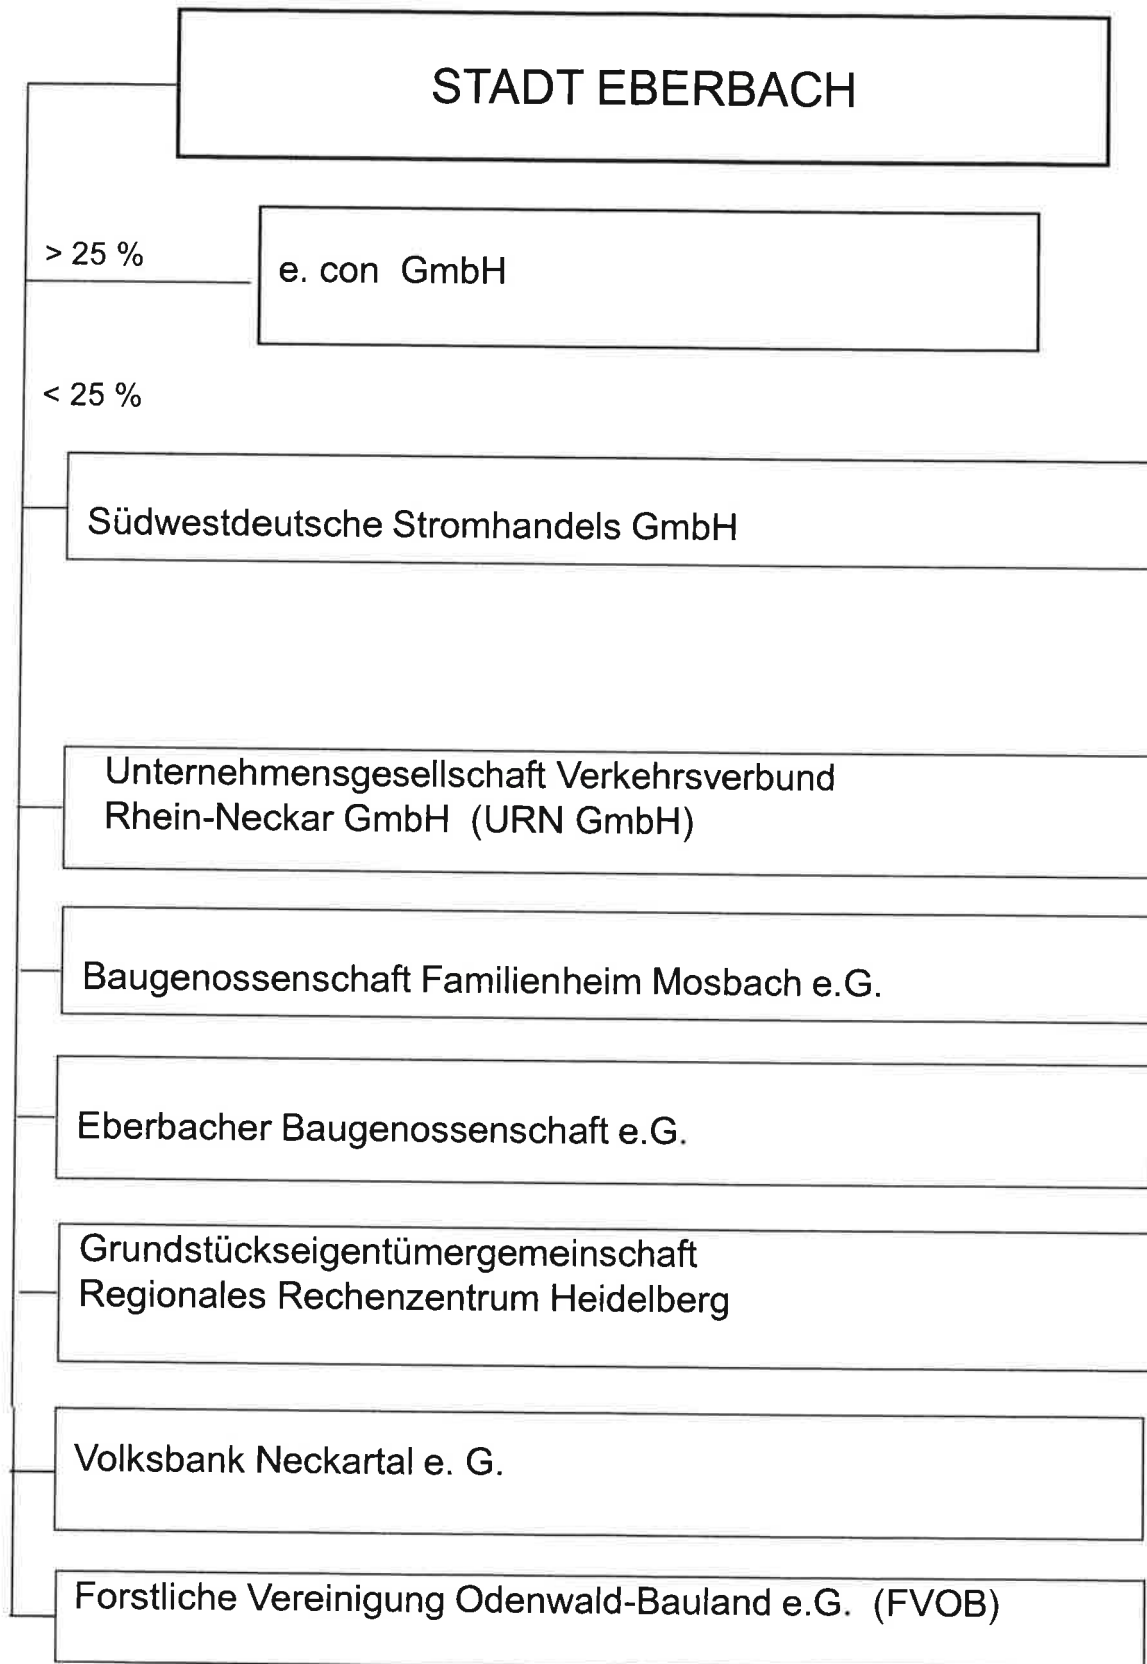 STADT EBERBACH
> 25 %
e. con GmbH
< 25 %
Südwestdeutsche Stromhandels GmbH
Unternehmensgesellschaft Verkehrsverbund
Rhein-Neckar GmbH (URN GmbH)
Baugenossenschaft Familienheim Mosbach e.G.
Eberbacher Baugenossenschaft e.G.
Grundstückseigentümergemeinschaft
Regionales Rechenzentrum Heidelberg
Volksbank Neckartal e. G.
Forstliche Vereinigung Odenwald-Bauland e.G. (FVOB)